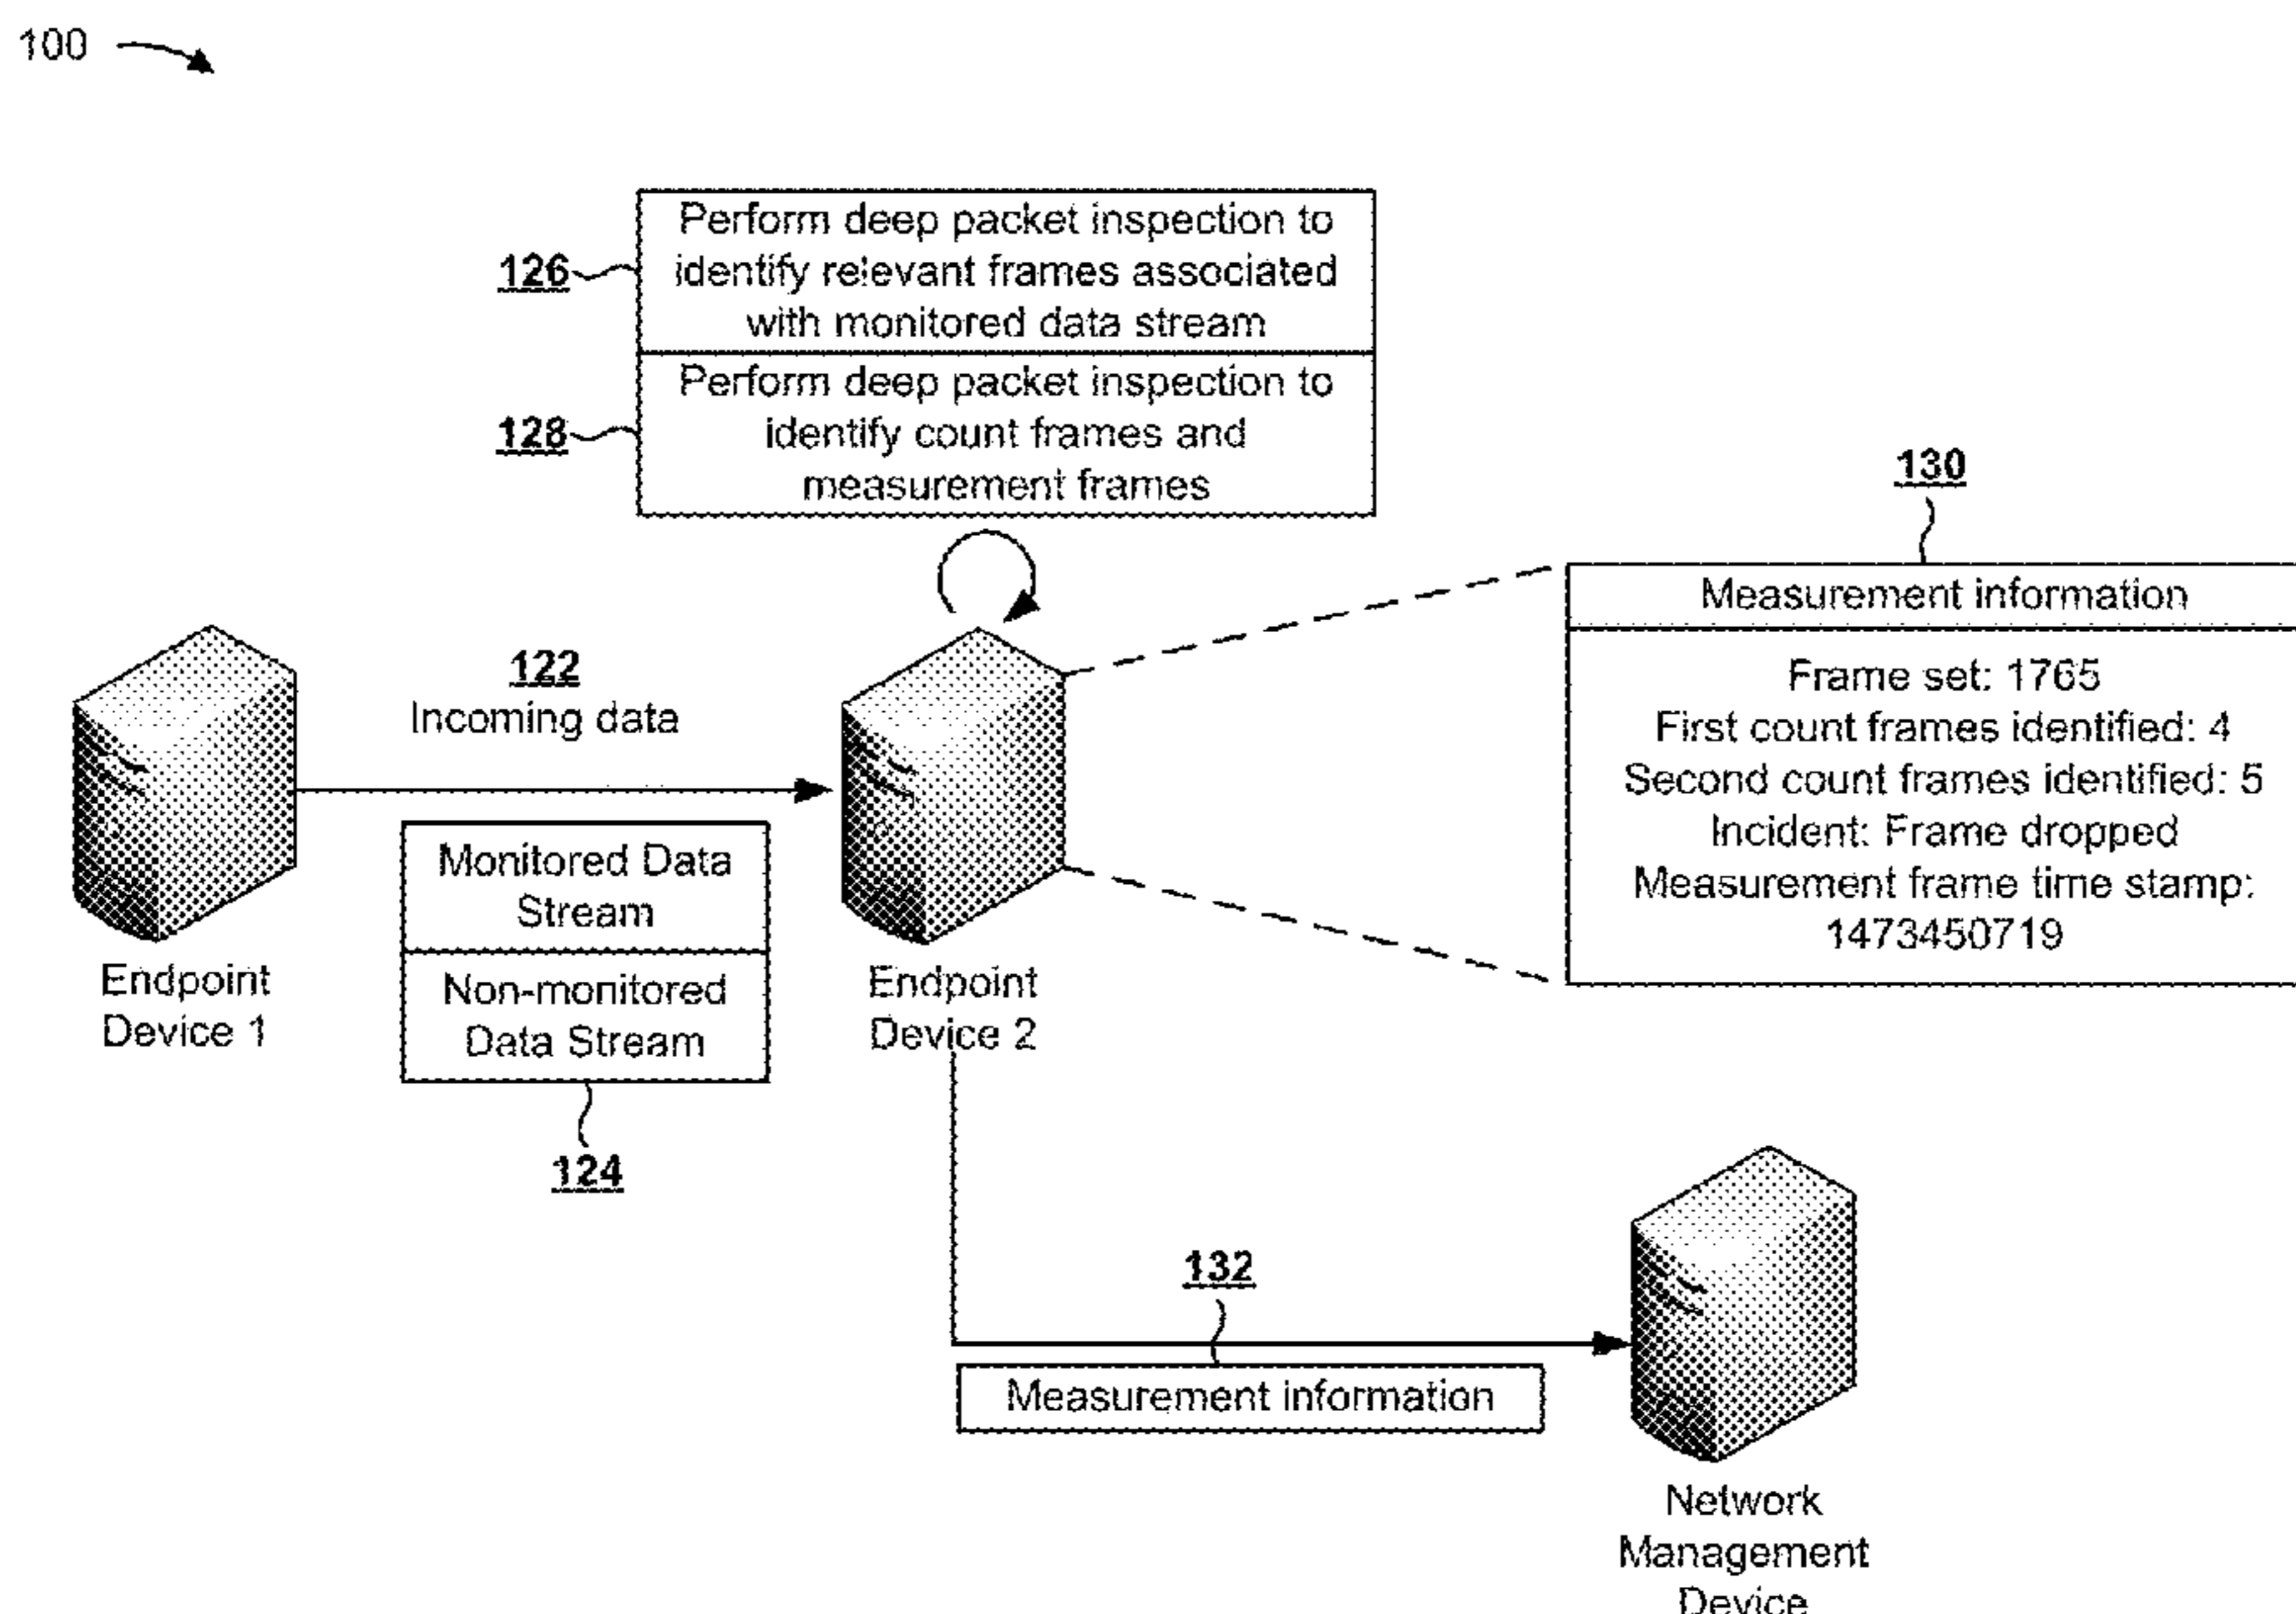 100
Perform deep packet inspection to
identify relevant frames associated
with monitored data stream
126
Perform deep packet inspection to
identify count frames and
measurement frames
128
130
Measurement information
Frame set: 1765
First count frames identified: 4
Second count frames identified: 5
Incident: Frame dropped
Measurement frame time stamp:
1473450719
122
Incoming data
Monitored Data
Stream
Non-monitored
Data Stream
124
Endpoint
Device 1
Endpoint
Device 2
132
Measurement information
Network
Management
Device